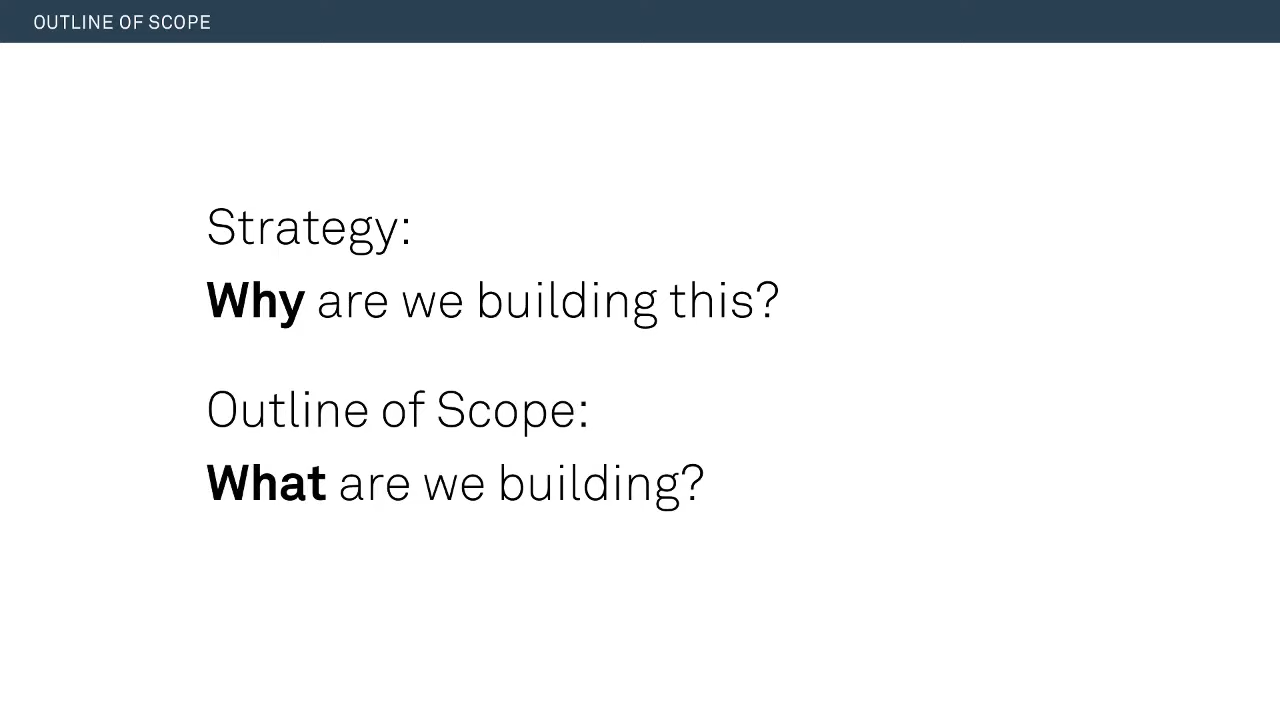 OUTLINE OF SCOPE
Strategy:
Why are we building this?
Outline of Scope:
What are we building?